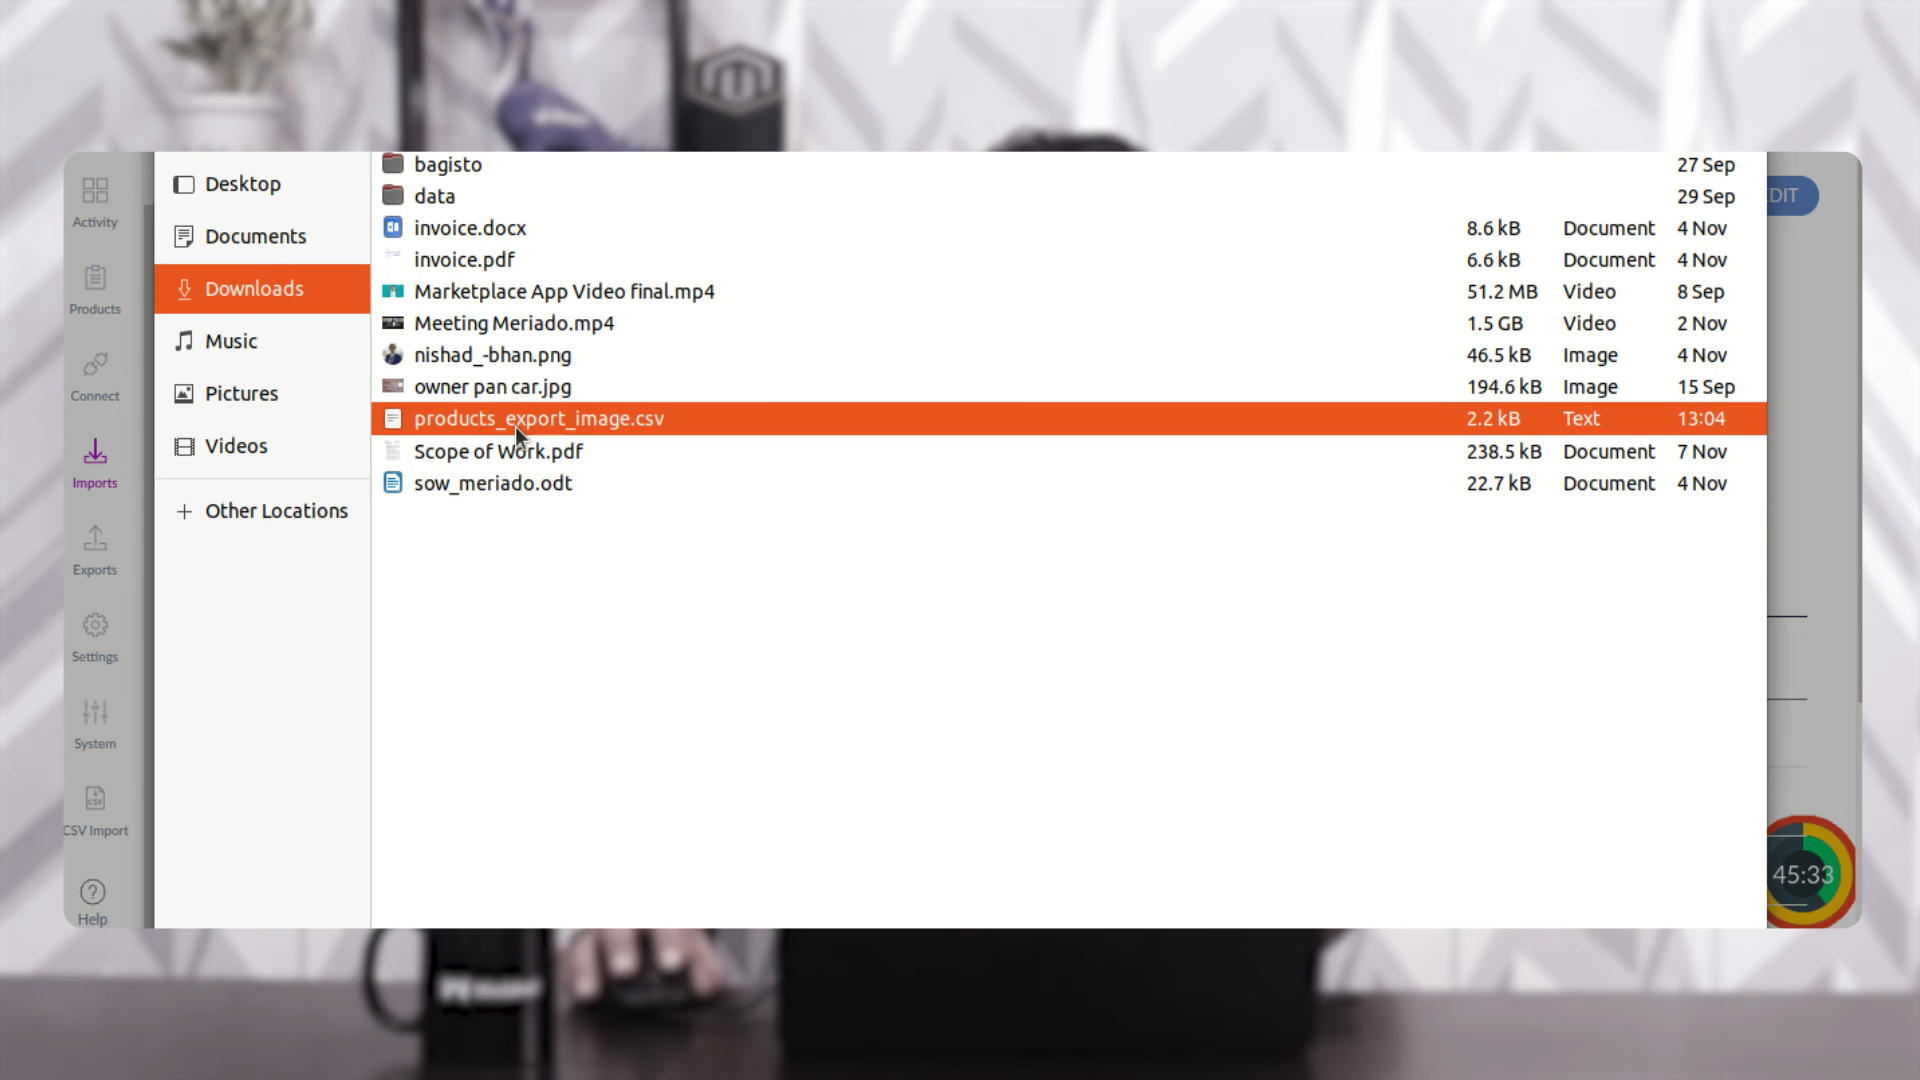 Activity
Products
Connect
Imports
Exports
Settings
System
CSV
CSV Import
?
Help
Desktop
Documents
Downloads
Music
Pictures
Videos
+ Other Locations
bagisto 27 Sep
data 29 Sep
invoice.docx 8.6 kB Document 4 Nov
invoice.pdf 6.6 kB Document 4 Nov
Marketplace App Video final.mp4 51.2 MB Video 8 Sep
Meeting Meriado.mp4 1.5 GB Video 2 Nov
nishad_-bhan.png 46.5 kB Image 4 Nov
owner pan car.jpg 194.6 kB Image 15 Sep
products_export_image.csv 2.2 kB Text 13:04
Scope of Work.pdf 238.5 kB Document 7 Nov
sow_meriado.odt 22.7 kB Document 4 Nov
45:33